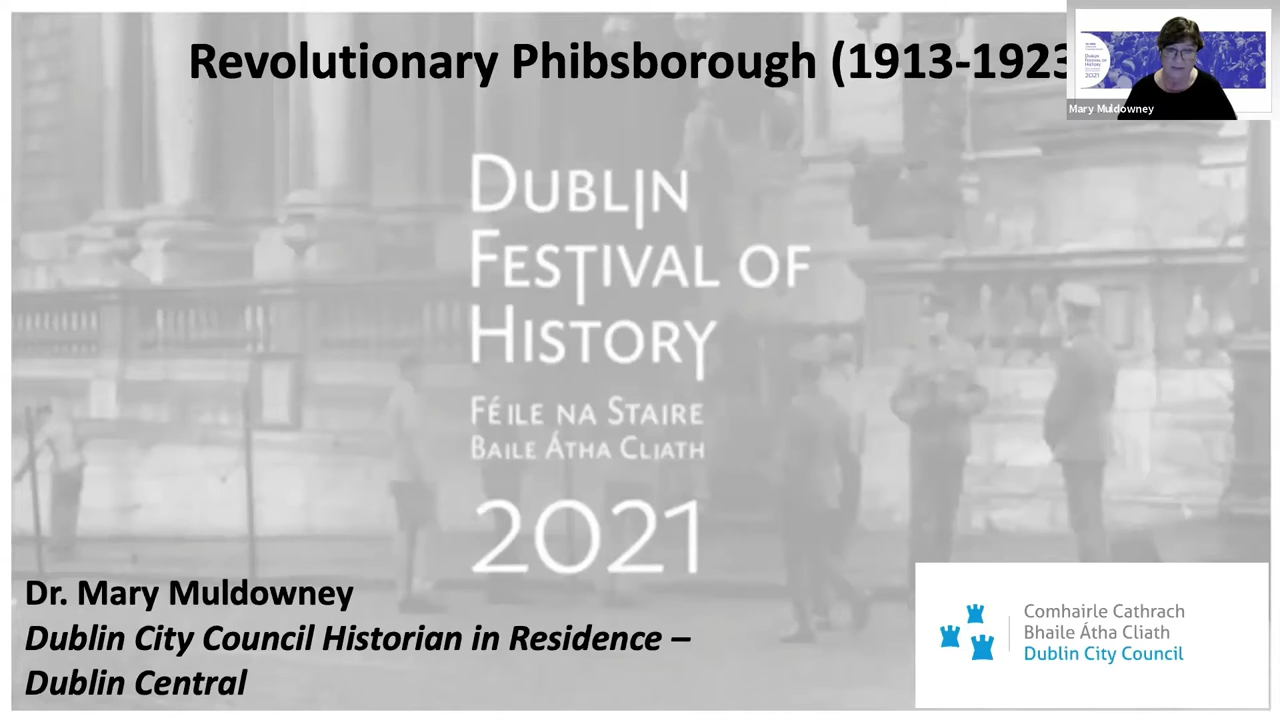 Revolutionary Phibsborough (1913-1923
Mary Muldowney
DUBLIN
FESTIVAL OF
HISTORY
FÉILE NA STAIRE
BAILE ÁTHA CLIATH
2021
Dr. Mary Muldowney
Dublin City Council Historian in Residence –
Dublin Central
Comhairle Cathrach
Bhaile Átha Cliath
Dublin City Council